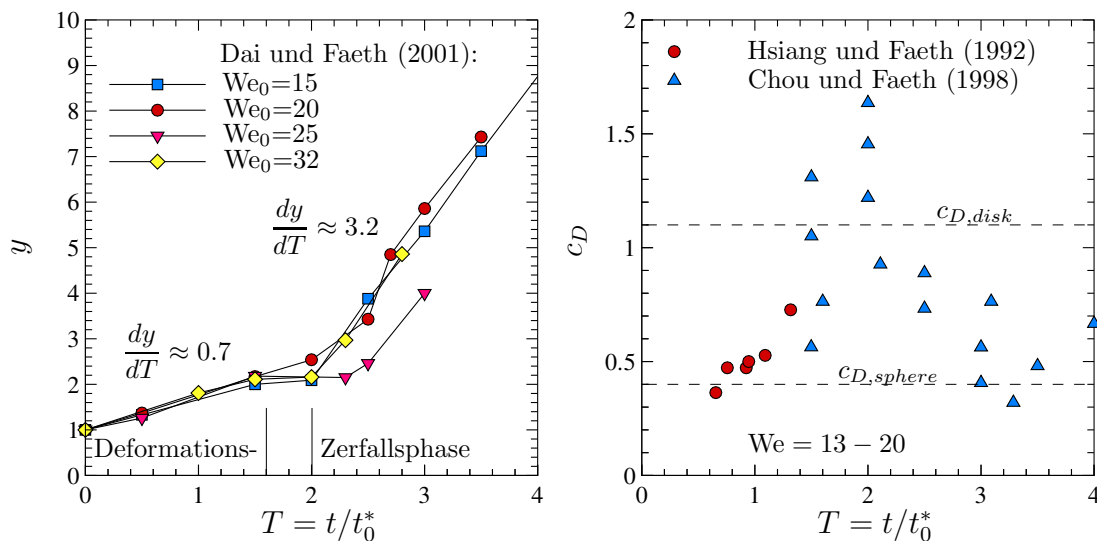 Dai und Faeth (2001):
We₀=15
We₀=20
We₀=25
We₀=32
dy/dT ≈ 3.2
dy/dT ≈ 0.7
Deformations- Zerfallsphase
y
10
9
8
7
6
5
4
3
2
1
0
0 1 2 3 4
T = t/t₀*
Hsiang und Faeth (1992)
Chou und Faeth (1998)
c_{D,disk}
c_{D,sphere}
We = 13 − 20
c_D
2
1.5
1
0.5
0
0 1 2 3 4
T = t/t₀*